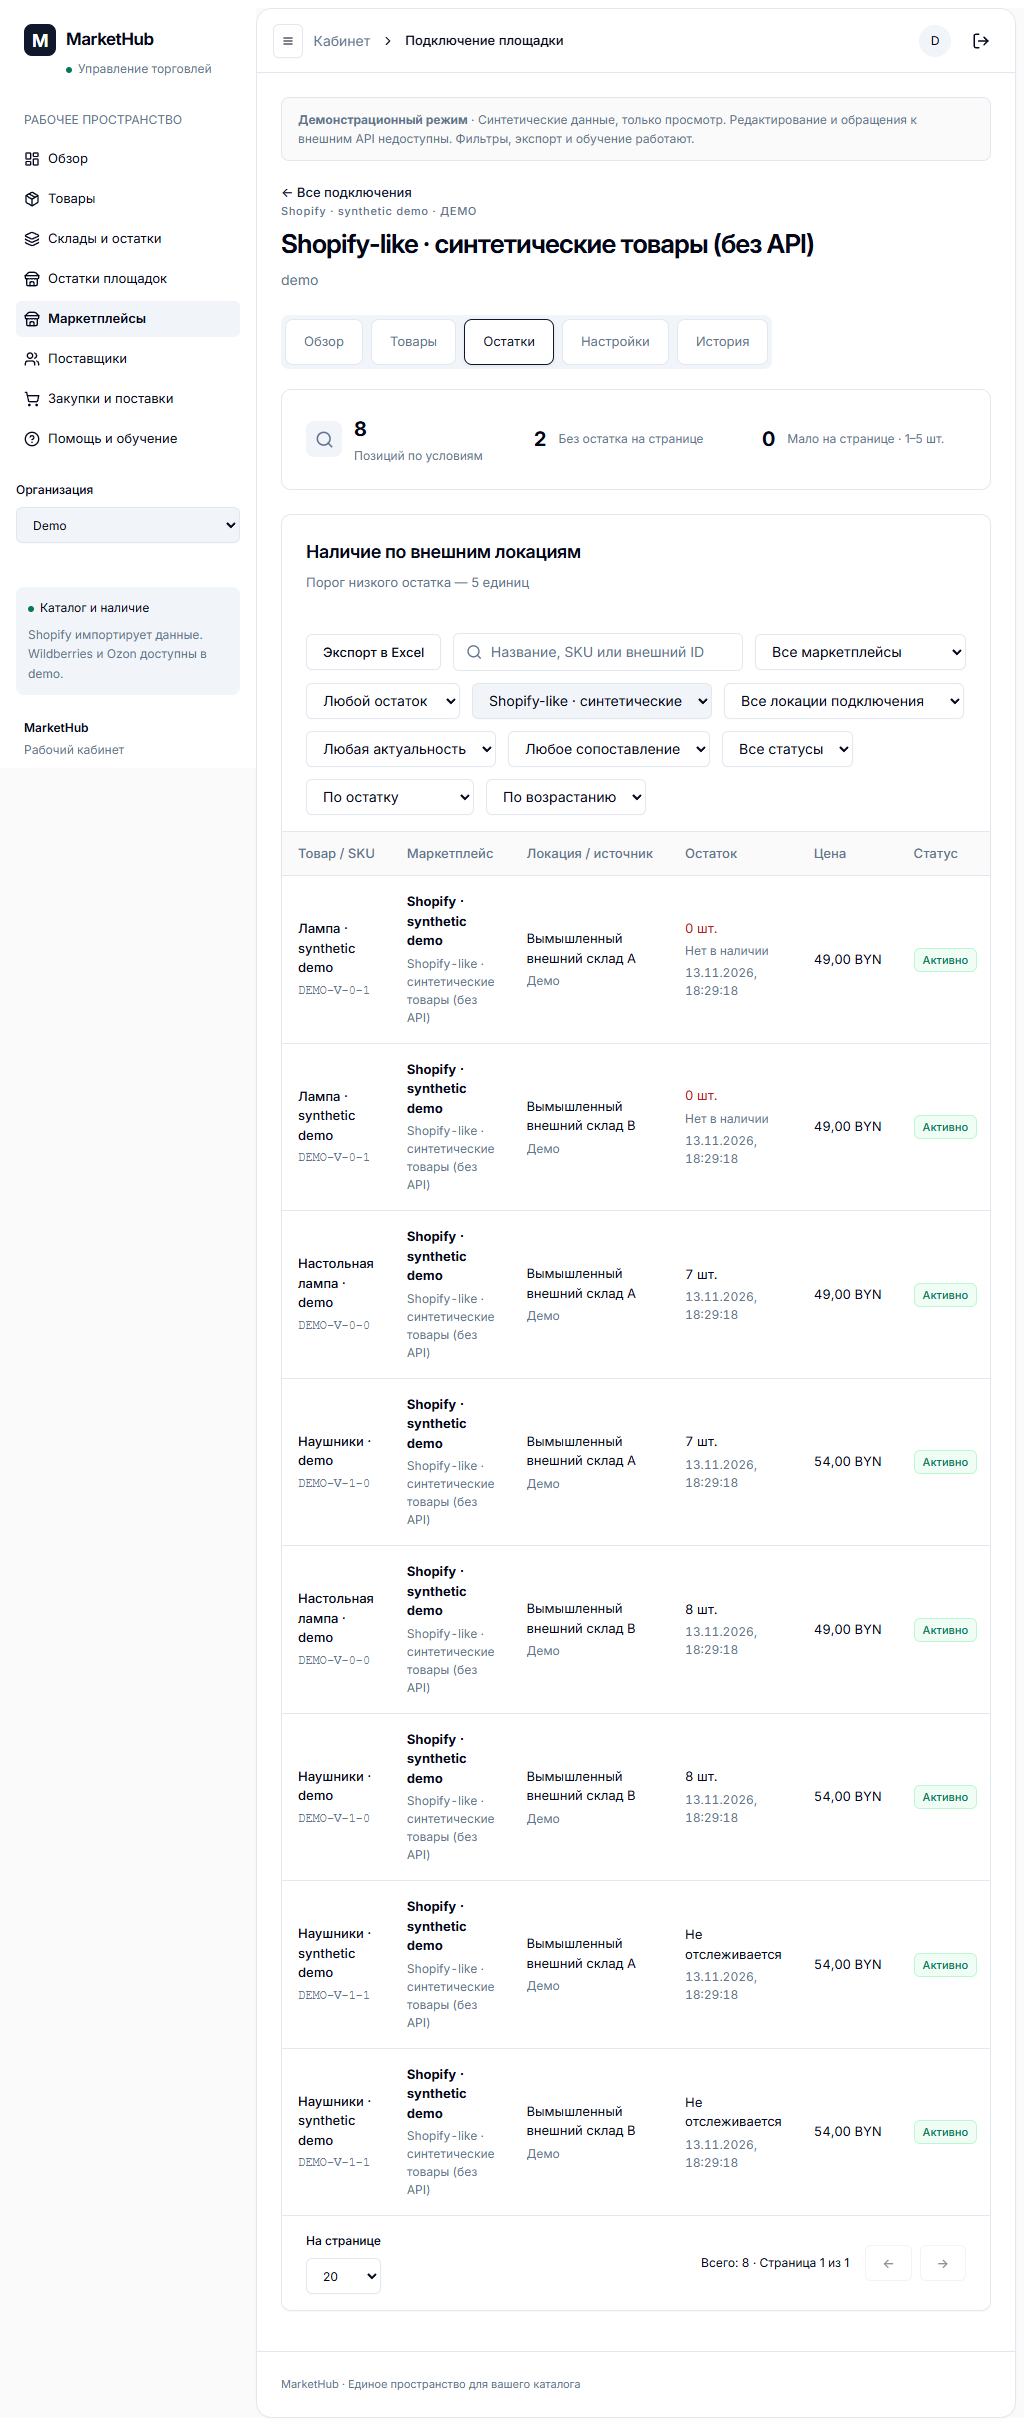 M MarketHub
Управление торговлей
РАБОЧЕЕ ПРОСТРАНСТВО
Обзор
Товары
Склады и остатки
Остатки площадок
Маркетплейсы
Поставщики
Закупки и поставки
Помощь и обучение
Организация
Demo
Каталог и наличие
Shopify импортирует данные.
Wildberries и Ozon доступны в
demo.
MarketHub
Рабочий кабинет
Кабинет > Подключение площадки
D
Демонстрационный режим · Синтетические данные, только просмотр. Редактирование и обращения к
внешним API недоступны. Фильтры, экспорт и обучение работают.
← Все подключения
Shopify · synthetic demo · ДЕМО
Shopify-like · синтетические товары (без API)
demo
Обзор Товары Остатки Настройки История
8
Позиций по условиям
2 Без остатка на странице
0 Мало на странице · 1–5 шт.
Наличие по внешним локациям
Порог низкого остатка — 5 единиц
Экспорт в Excel Название, SKU или внешний ID Все маркетплейсы
Любой остаток Shopify-like · синтетические Все локации подключения
Любая актуальность Любое сопоставление Все статусы
По остатку По возрастанию
Товар / SKU Маркетплейс Локация / источник Остаток Цена Статус
Лампа ·
synthetic
demo
DEMO-V-0-1
Shopify ·
synthetic
demo
Shopify-like ·
синтетические
товары (без
API)
Вымышленный
внешний склад A
Демо
0 шт.
Нет в наличии
13.11.2026,
18:29:18
49,00 BYN
Активно
Лампа ·
synthetic
demo
DEMO-V-0-1
Shopify ·
synthetic
demo
Shopify-like ·
синтетические
товары (без
API)
Вымышленный
внешний склад B
Демо
0 шт.
Нет в наличии
13.11.2026,
18:29:18
49,00 BYN
Активно
Настольная
лампа ·
demo
DEMO-V-0-0
Shopify ·
synthetic
demo
Shopify-like ·
синтетические
товары (без
API)
Вымышленный
внешний склад A
Демо
7 шт.
13.11.2026,
18:29:18
49,00 BYN
Активно
Наушники ·
demo
DEMO-V-1-0
Shopify ·
synthetic
demo
Shopify-like ·
синтетические
товары (без
API)
Вымышленный
внешний склад A
Демо
7 шт.
13.11.2026,
18:29:18
54,00 BYN
Активно
Настольная
лампа ·
demo
DEMO-V-0-0
Shopify ·
synthetic
demo
Shopify-like ·
синтетические
товары (без
API)
Вымышленный
внешний склад B
Демо
8 шт.
13.11.2026,
18:29:18
49,00 BYN
Активно
Наушники ·
demo
DEMO-V-1-0
Shopify ·
synthetic
demo
Shopify-like ·
синтетические
товары (без
API)
Вымышленный
внешний склад B
Демо
8 шт.
13.11.2026,
18:29:18
54,00 BYN
Активно
Наушники ·
synthetic
demo
DEMO-V-1-1
Shopify ·
synthetic
demo
Shopify-like ·
синтетические
товары (без
API)
Вымышленный
внешний склад A
Демо
Не
отслеживается
13.11.2026,
18:29:18
54,00 BYN
Активно
Наушники ·
synthetic
demo
DEMO-V-1-1
Shopify ·
synthetic
demo
Shopify-like ·
синтетические
товары (без
API)
Вымышленный
внешний склад B
Демо
Не
отслеживается
13.11.2026,
18:29:18
54,00 BYN
Активно
На странице
20
Всего: 8 · Страница 1 из 1 ← →
MarketHub · Единое пространство для вашего каталога